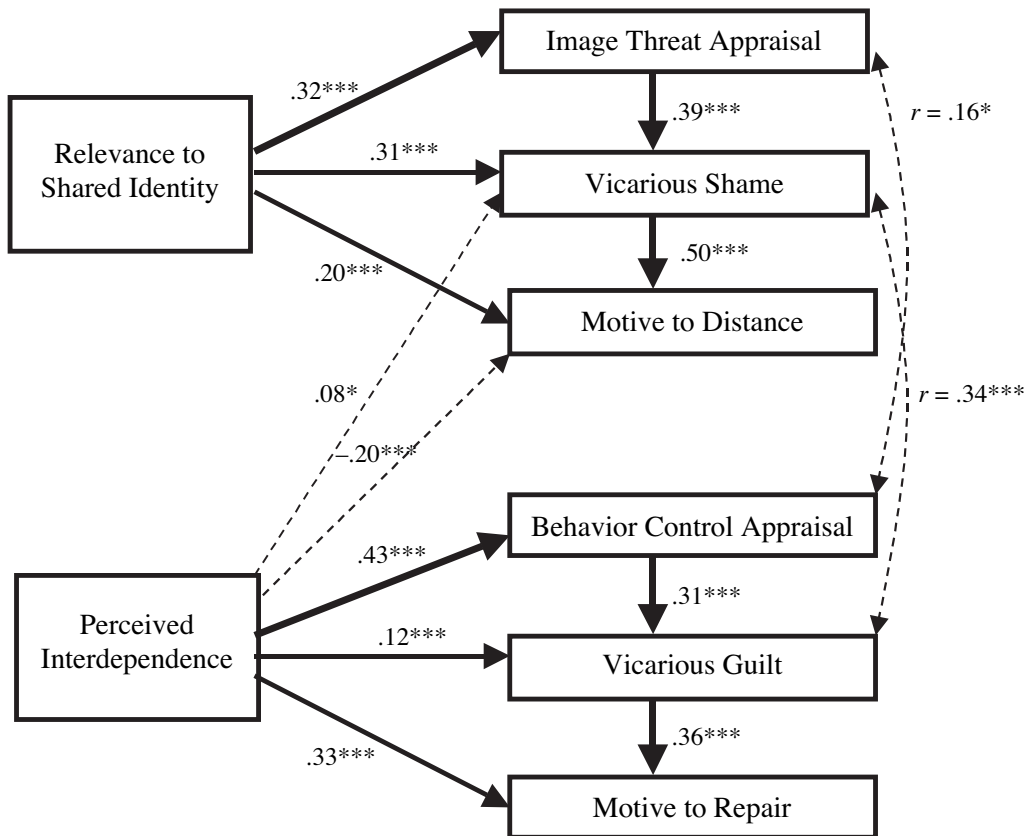 Image Threat Appraisal
.32***
.39***
r = .16*
Relevance to
Shared Identity
.31***
Vicarious Shame
.20***
.50***
Motive to Distance
.08*
r = .34***
–.20***
Behavior Control Appraisal
.43***
.31***
Perceived
Interdependence
.12***
Vicarious Guilt
.33***
.36***
Motive to Repair